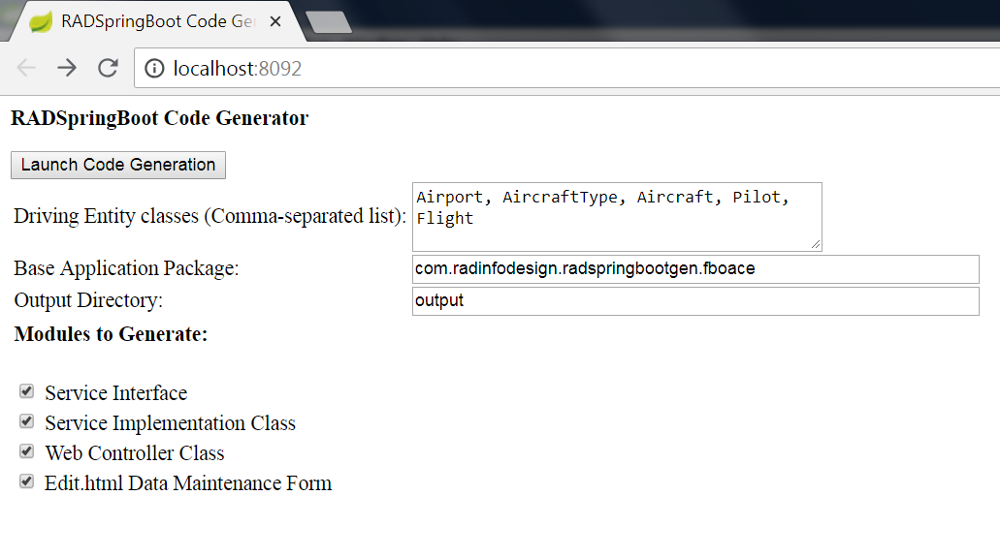 RADSpringBoot Code Ge
localhost:8092
RADSpringBoot Code Generator
Launch Code Generation
Driving Entity classes (Comma-separated list):
Airport, AircraftType, Aircraft, Pilot,
Flight
Base Application Package:
com.radinfodesign.radspringbootgen.fboace
Output Directory:
output
Modules to Generate:
Service Interface
Service Implementation Class
Web Controller Class
Edit.html Data Maintenance Form